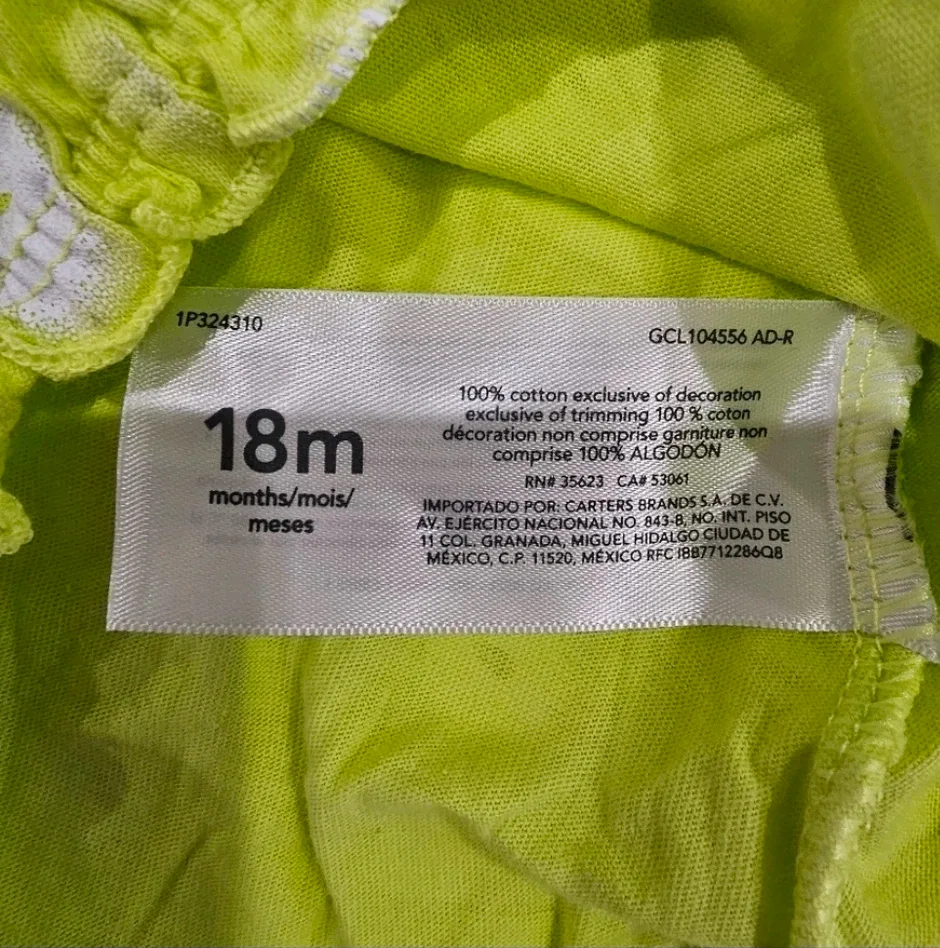 1P324310
GCL104556 AD-R
18m
months/mois/
meses
100% cotton exclusive of decoration
exclusive of trimming 100 % coton
décoration non comprise garniture non
comprise 100% ALGODÓN
RN# 35623 CA# 53061
IMPORTADO POR: CARTERS BRANDS S.A. DE C.V.
AV. EJÉRCITO NACIONAL NO. 843-B, NO. INT. PISO
11 COL. GRANADA, MIGUEL HIDALGO CIUDAD DE
MÉXICO, C.P. 11520, MÉXICO RFC I8B7712286Q8